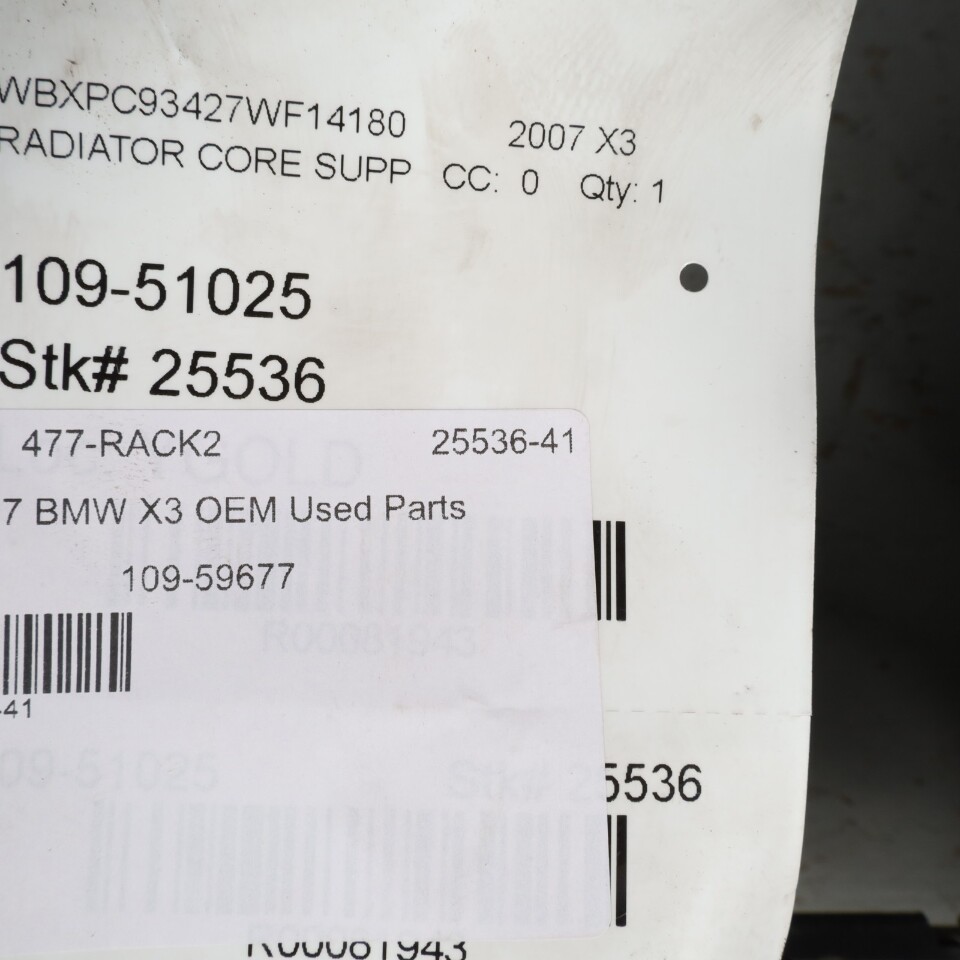 WBXPC93427WF14180 2007 X3
RADIATOR CORE SUPP CC: 0 Qty: 1
109-51025
Stk# 25536
477-RACK2 25536-41
GOLD
7 BMW X3 OEM Used Parts
109-59677
R00081943
-41
09-51025 Stk# 25536
R00081943